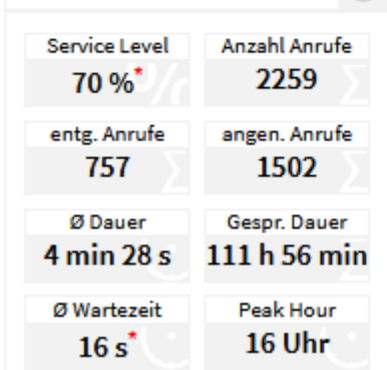 Service Level
70 %*
Anzahl Anrufe
2259
entg. Anrufe
757
angen. Anrufe
1502
Ø Dauer
4 min 28 s
Gespr. Dauer
111 h 56 min
Ø Wartezeit
16 s*
Peak Hour
16 Uhr